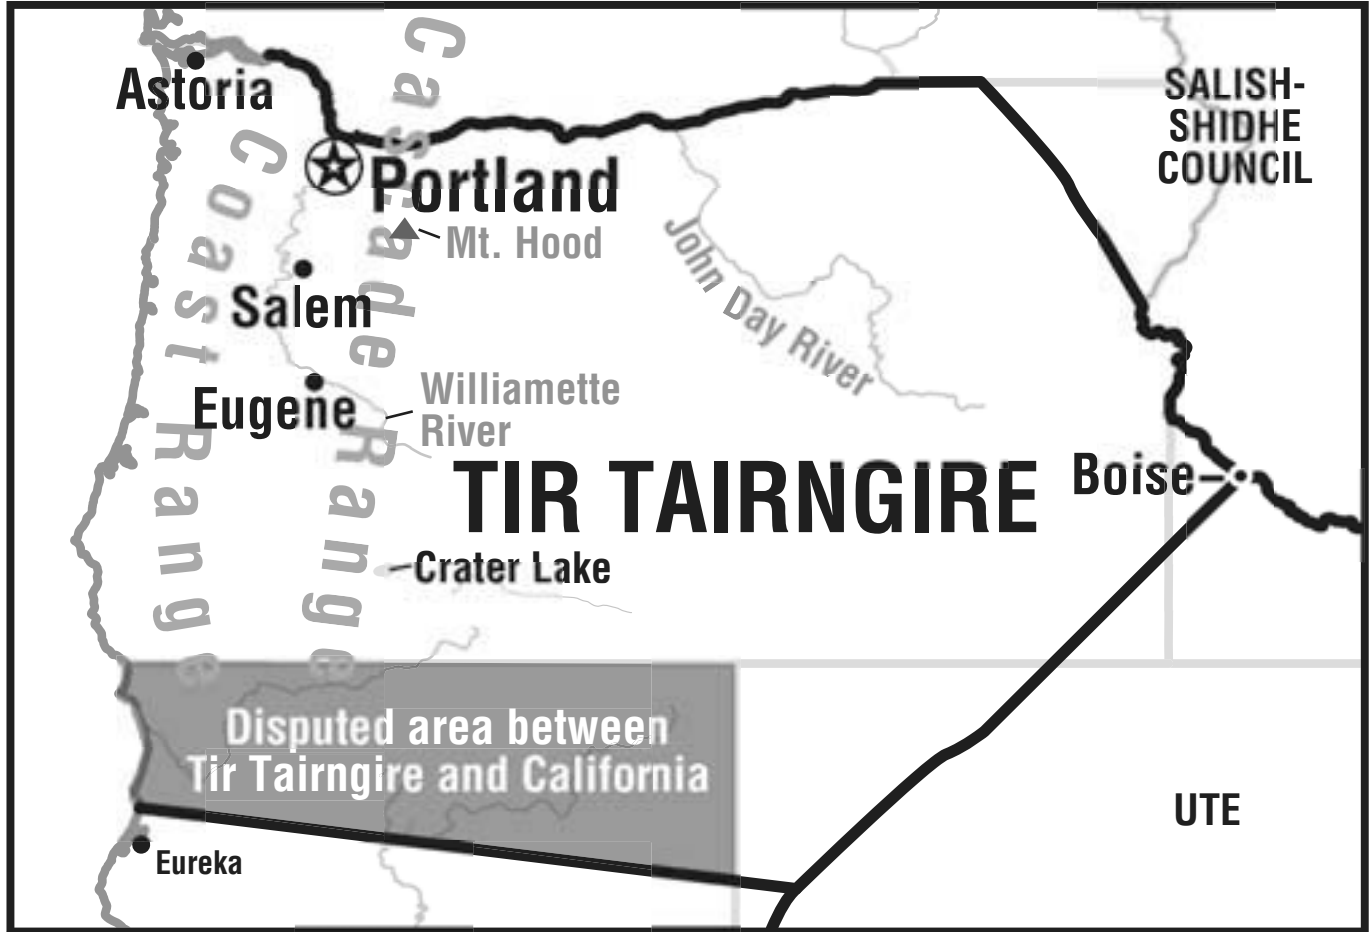 Astoria
Cascade Range
SALISH-
SHIDHE
COUNCIL
Coast Range
Portland
Mt. Hood
John Day River
Salem
Eugene
Williamette
River
TIR TAIRNGIRE
Boise
Crater Lake
Disputed area between
Tir Tairngire and California
UTE
Eureka